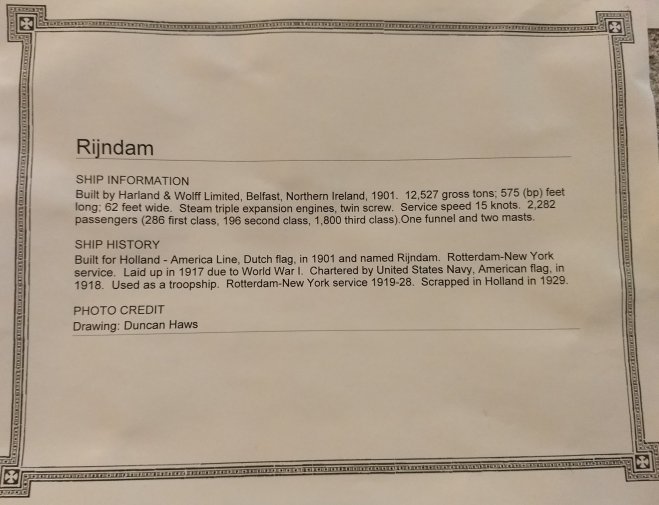 Rijndam
SHIP INFORMATION
Built by Harland & Wolff Limited, Belfast, Northern Ireland, 1901.  12,527 gross tons; 575 (bp) feet
long; 62 feet wide.  Steam triple expansion engines, twin screw.  Service speed 15 knots.  2,282
passengers (286 first class, 196 second class, 1,800 third class).One funnel and two masts.
SHIP HISTORY
Built for Holland - America Line, Dutch flag, in 1901 and named Rijndam.  Rotterdam-New York
service.  Laid up in 1917 due to World War I.  Chartered by United States Navy, American flag, in
1918.  Used as a troopship.  Rotterdam-New York service 1919-28.  Scrapped in Holland in 1929.
PHOTO CREDIT
Drawing: Duncan Haws